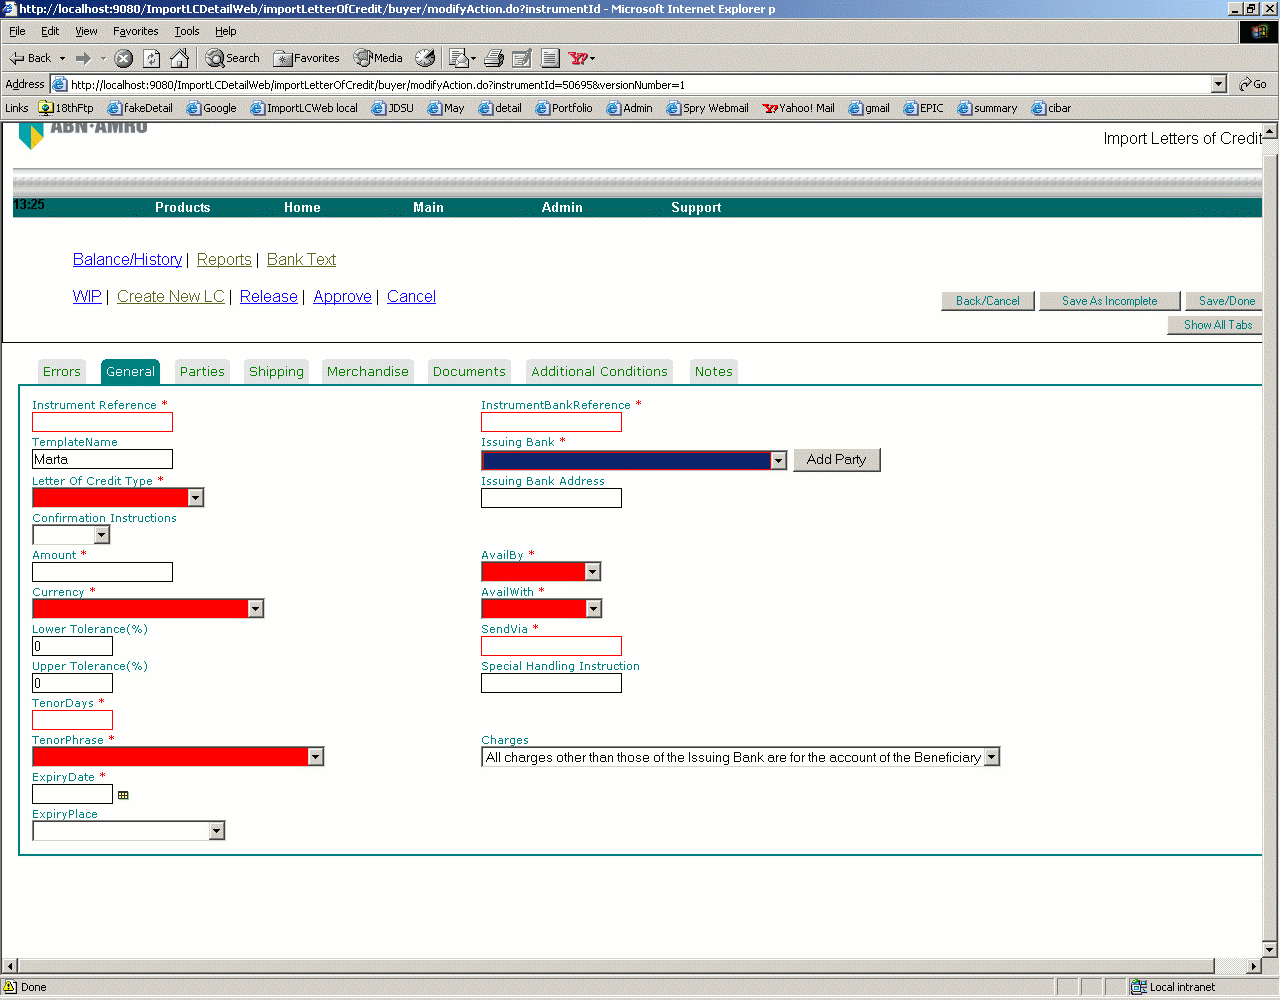 http://localhost:9080/ImportLCDetailWeb/importLetterOfCredit/buyer/modifyAction.do?instrumentId - Microsoft Internet Explorer p
File Edit View Favorites Tools Help
Back Search Favorites Media
Address http://localhost:9080/ImportLCDetailWeb/importLetterOfCredit/buyer/modifyAction.do?instrumentId=50695&versionNumber=1 Go
Links 18thFtp fakeDetail Google ImportLCWeb local JDSU May detail Portfolio Admin Spry Webmail Yahoo! Mail gmail EPIC summary cibar
ABN·AMRO
Import Letters of Credit
13:25 Products Home Main Admin Support
Balance/History | Reports | Bank Text
WIP | Create New LC | Release | Approve | Cancel
Back/Cancel Save As Incomplete Save/Done
Show All Tabs
Errors General Parties Shipping Merchandise Documents Additional Conditions Notes
Instrument Reference * InstrumentBankReference *
TemplateName Issuing Bank *
Marta Add Party
Letter Of Credit Type * Issuing Bank Address
Confirmation Instructions
Amount * AvailBy *
Currency * AvailWith *
Lower Tolerance(%) SendVia *
0
Upper Tolerance(%) Special Handling Instruction
0
TenorDays *
TenorPhrase * Charges
All charges other than those of the Issuing Bank are for the account of the Beneficiary
ExpiryDate *
ExpiryPlace
Done Local intranet